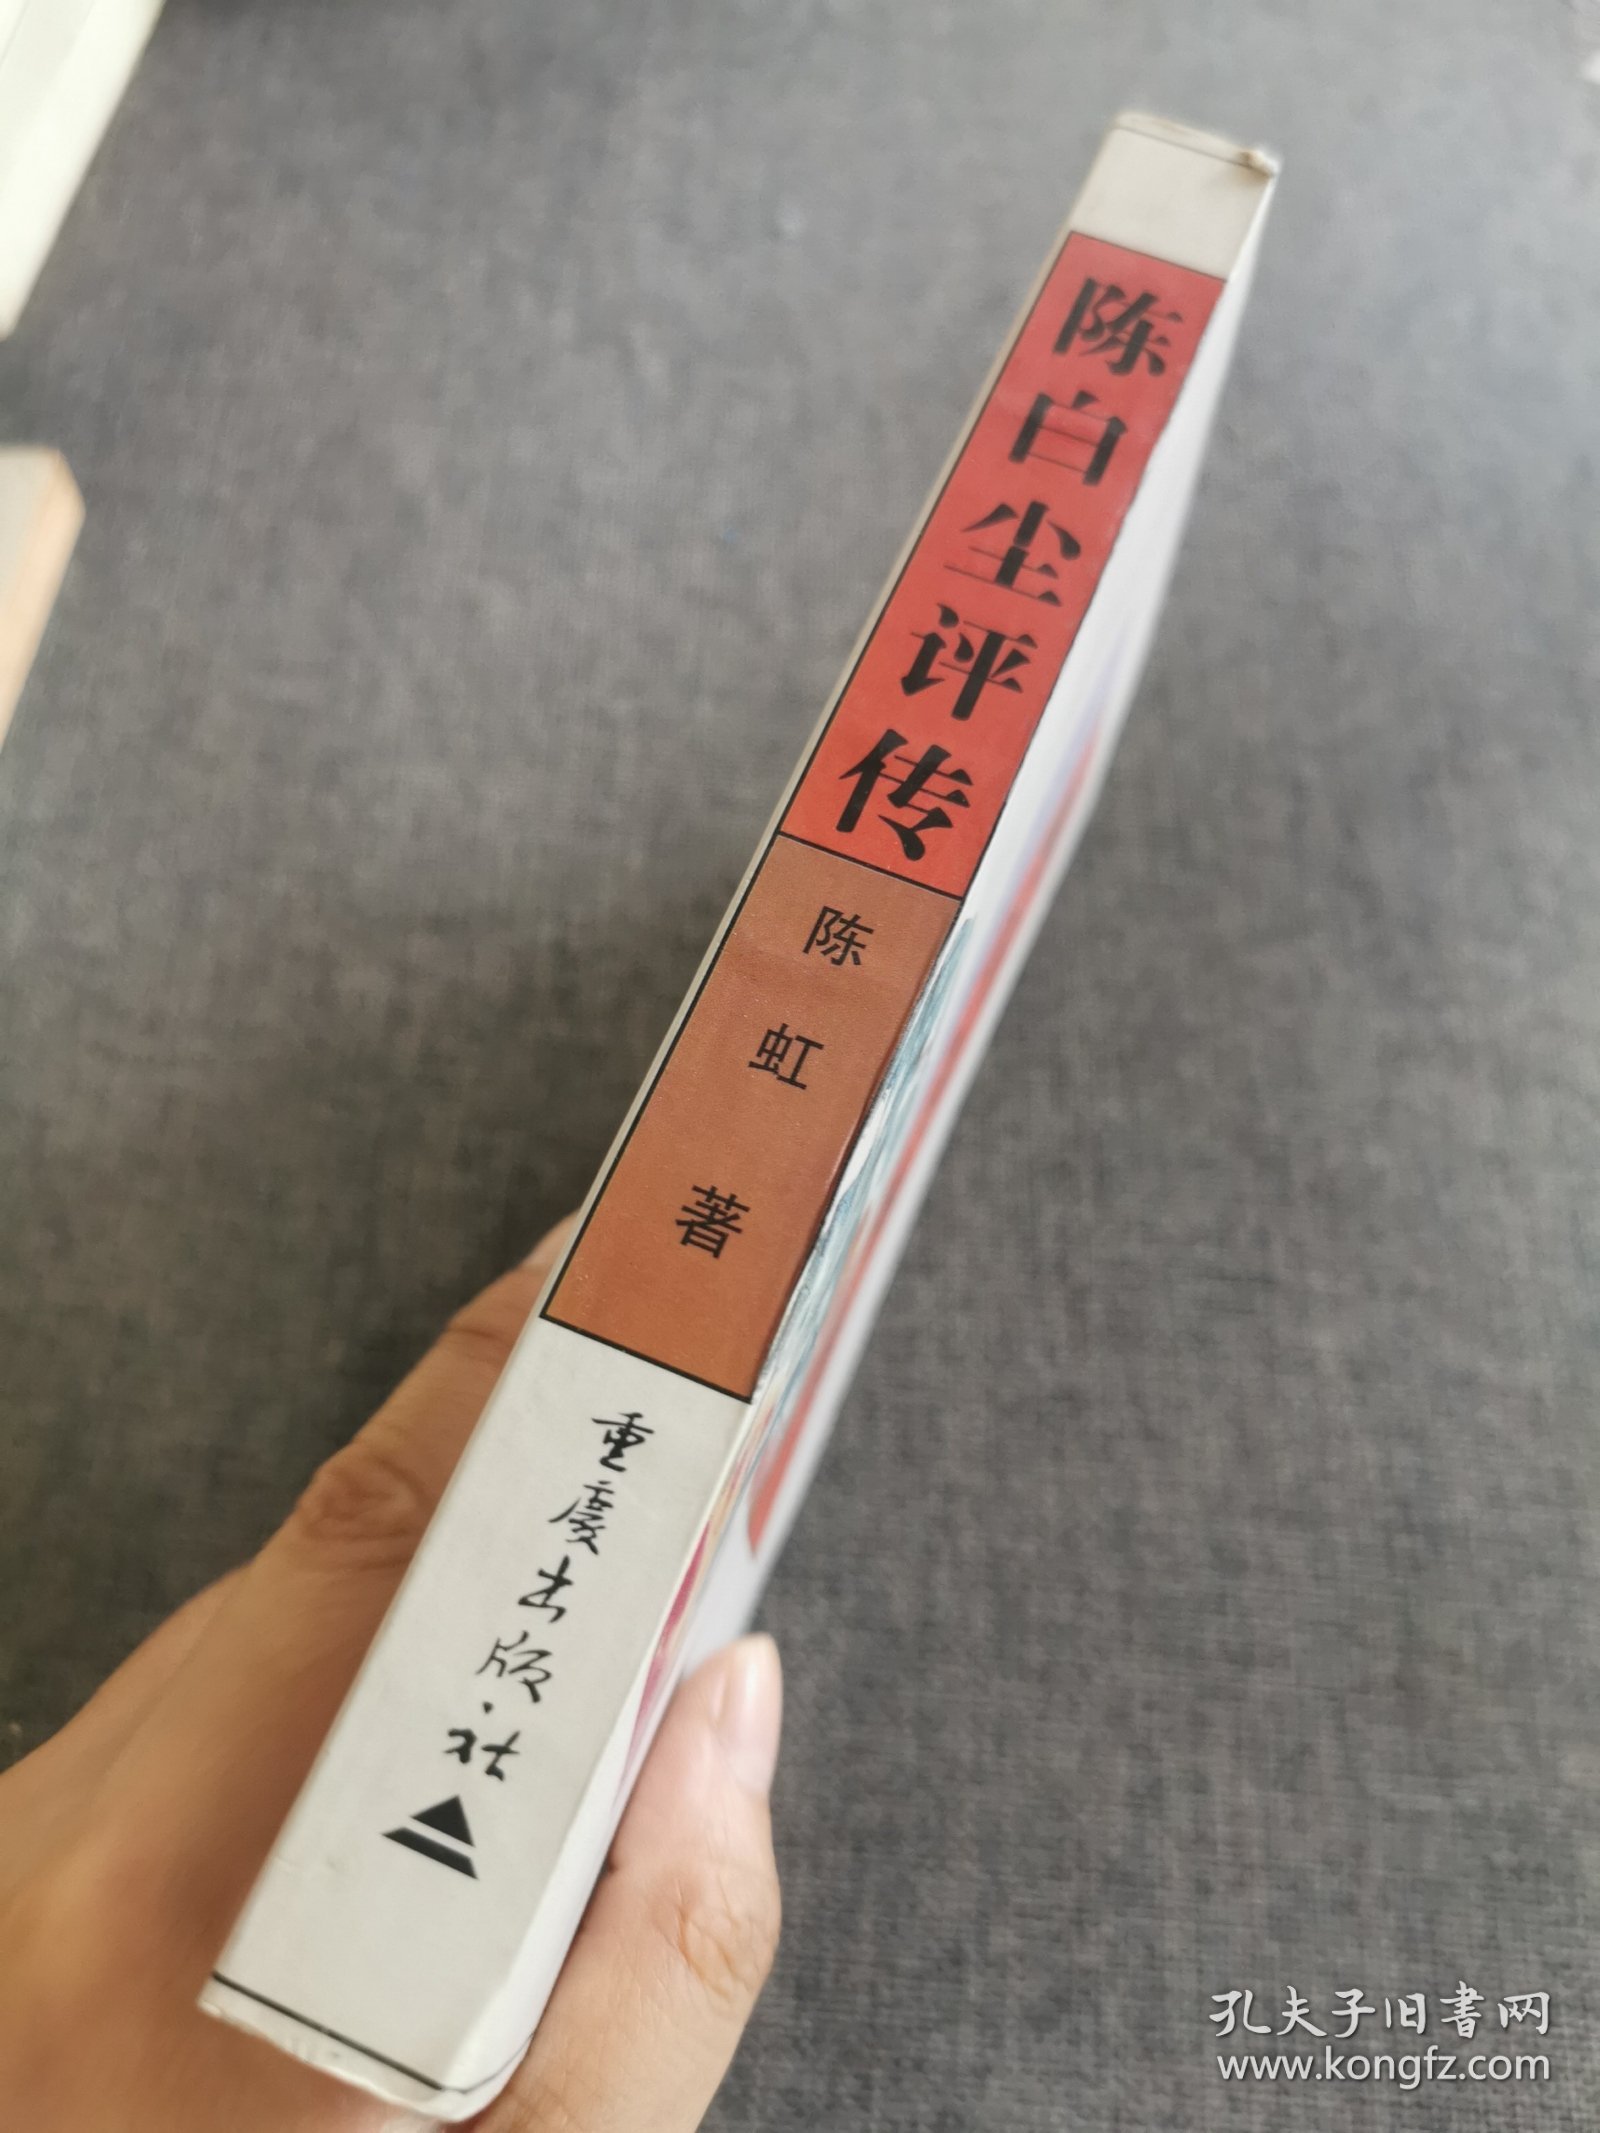 陈白尘评传
陈虹 著
重庆出版社
孔夫子旧书网
www.kongfz.com